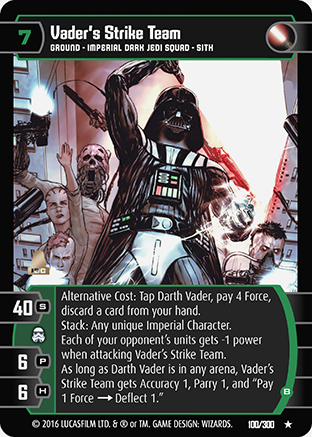 7
Vader's Strike Team
GROUND - IMPERIAL DARK JEDI SQUAD - SITH
40 S
6 P
6 H
Alternative Cost: Tap Darth Vader, pay 4 Force,
discard a card from your hand.
Stack: Any unique Imperial Character.
Each of your opponent's units gets -1 power
when attacking Vader's Strike Team.
As long as Darth Vader is in any arena, Vader's
Strike Team gets Accuracy 1, Parry 1, and "Pay
1 Force → Deflect 1."
B
© 2016 LUCASFILM LTD. & ® or TM. GAME DESIGN: WIZARDS.
100/300 ★